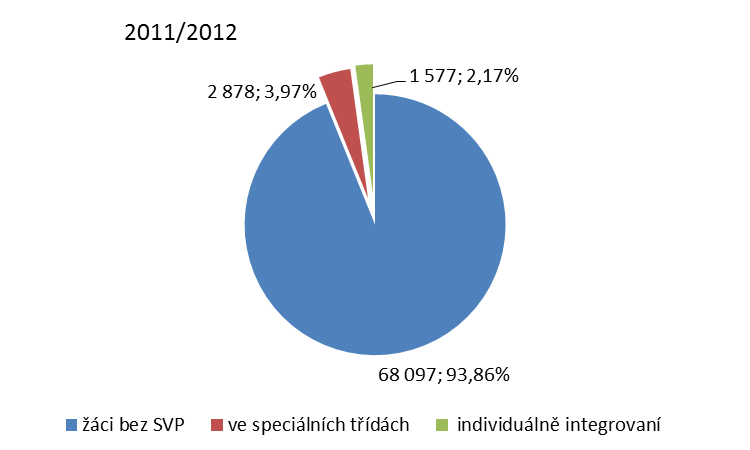 2011/2012
1 577; 2,17%
2 878; 3,97%
68 097; 93,86%
žáci bez SVP
ve speciálních třídách
individuálně integrovaní